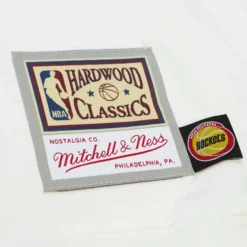 HARDWOOD
NBA
CLASSICS
NOSTALGIA CO.
Mitchell & Ness
PHILADELPHIA, PA.
ROCKETS